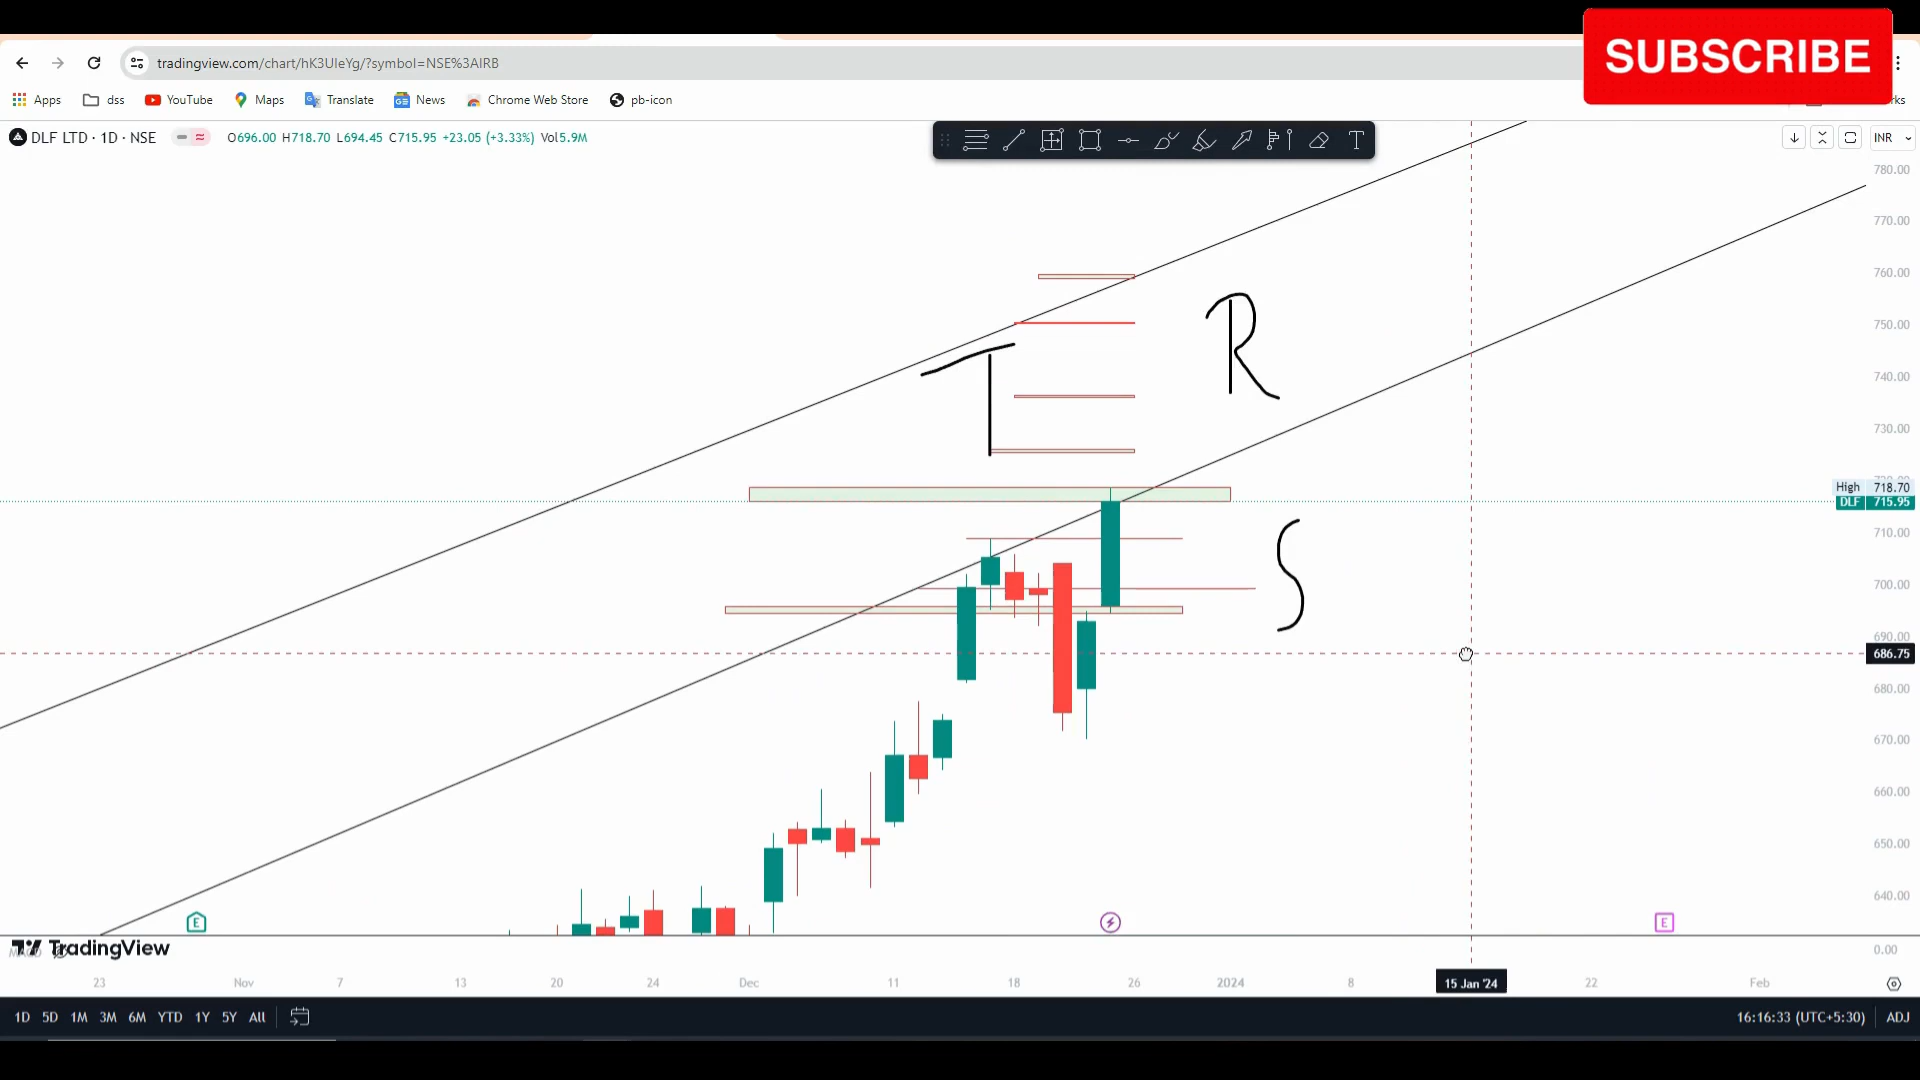 SUBSCRIBE
tradingview.com/chart/hK3UIeYg/?symbol=NSE%3AIRB
Apps dss YouTube Maps Translate News Chrome Web Store pb-icon
DLF LTD · 1D · NSE O696.00 H718.70 L694.45 C715.95 +23.05 (+3.33%) Vol5.9M
T
INR
780.00
770.00
760.00
750.00
740.00
730.00
T
R
High 718.70
DLF 715.95
710.00
700.00
S
690.00
686.75
680.00
670.00
660.00
650.00
640.00
E
E
TradingView
0.00
23 Nov 7 13 20 24 Dec 11 18 26 2024 8 15 Jan '24 22 Feb
1D 5D 1M 3M 6M YTD 1Y 5Y All
16:16:33 (UTC+5:30) ADJ